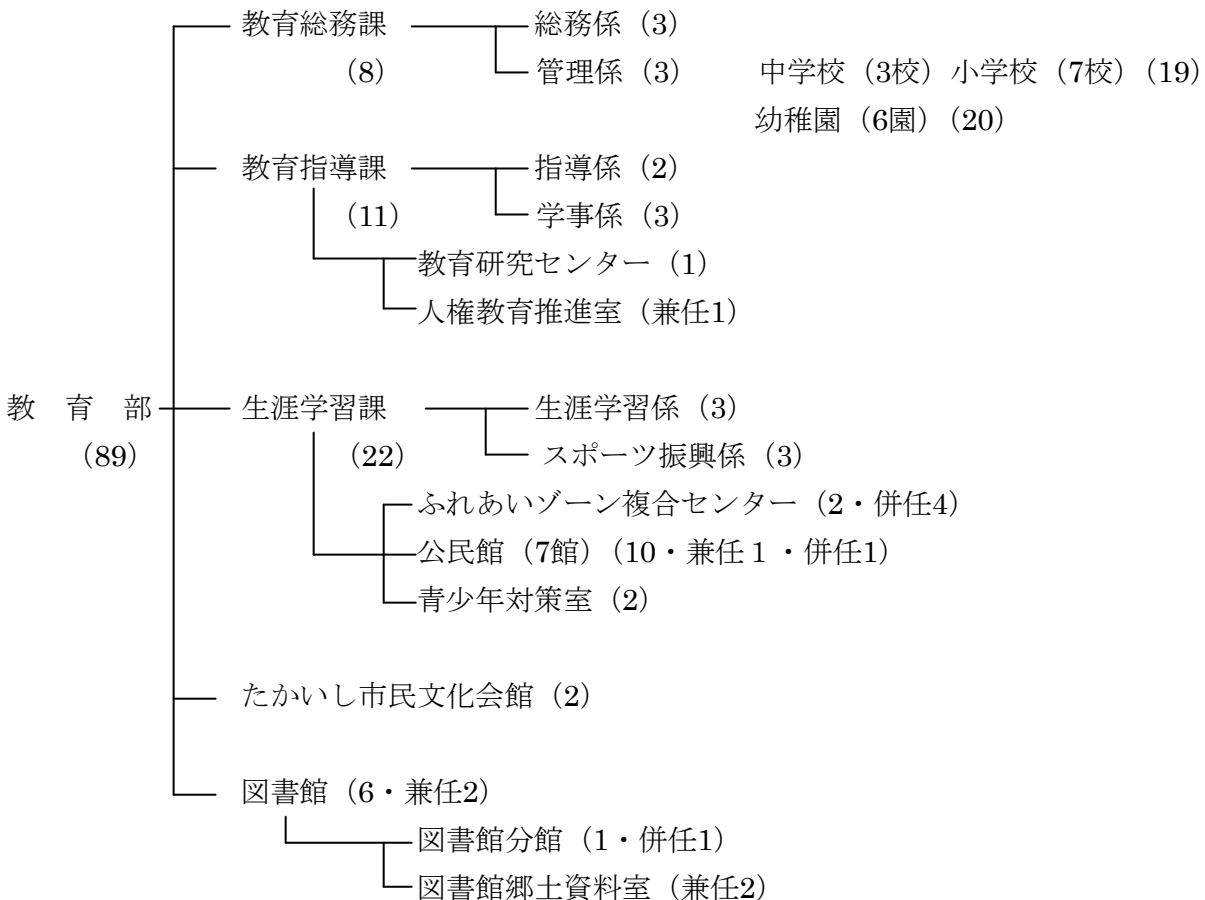 教育総務課 総務係（3）
（8） 管理係（3） 中学校（3校）小学校（7校）（19）
幼稚園（6園）（20）
教育指導課 指導係（2）
（11） 学事係（3）
教育研究センター（1）
人権教育推進室（兼任1）
教　育　部 生涯学習課 生涯学習係（3）
（89） （22） スポーツ振興係（3）
ふれあいゾーン複合センター（2・併任4）
公民館（7館）（10・兼任１・併任1）
青少年対策室（2）
たかいし市民文化会館（2）
図書館（6・兼任2）
図書館分館（1・併任1）
図書館郷土資料室（兼任2）